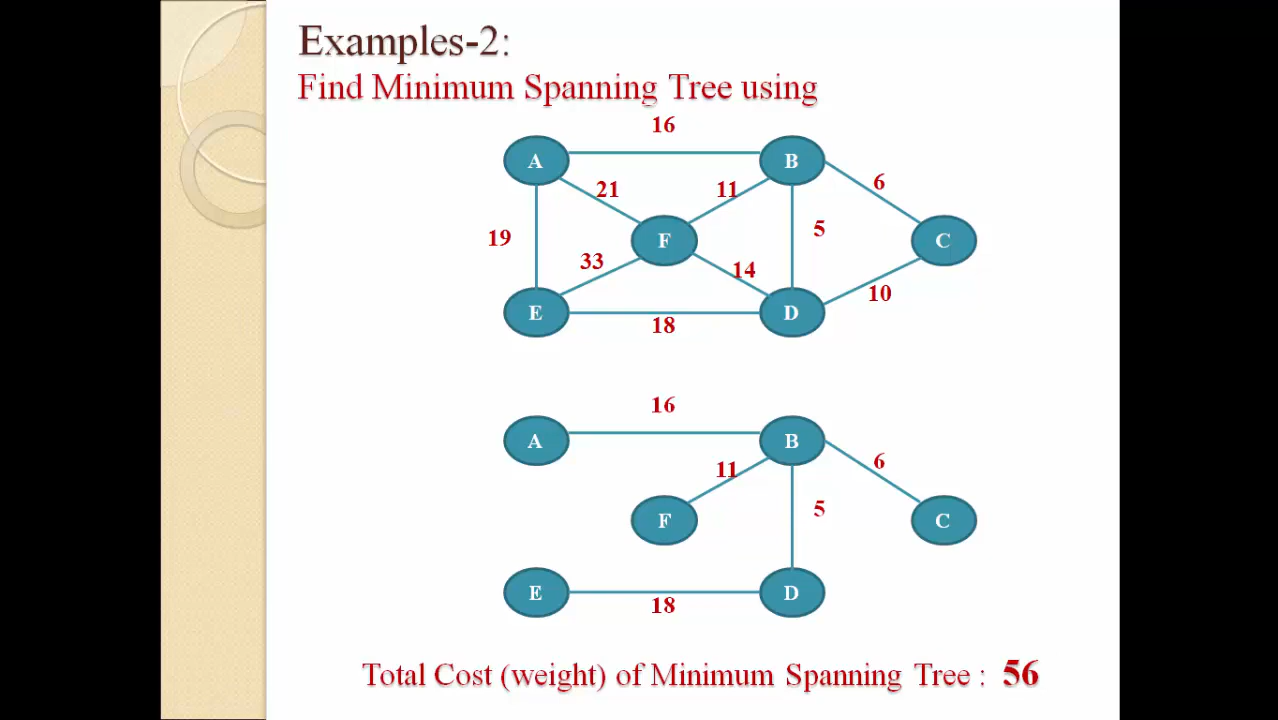 Examples-2:
Find Minimum Spanning Tree using
16
A
B
21
11
6
19
F
5
C
33
14
10
E
D
18
16
A
B
11
6
F
5
C
E
D
18
Total Cost (weight) of Minimum Spanning Tree : 56